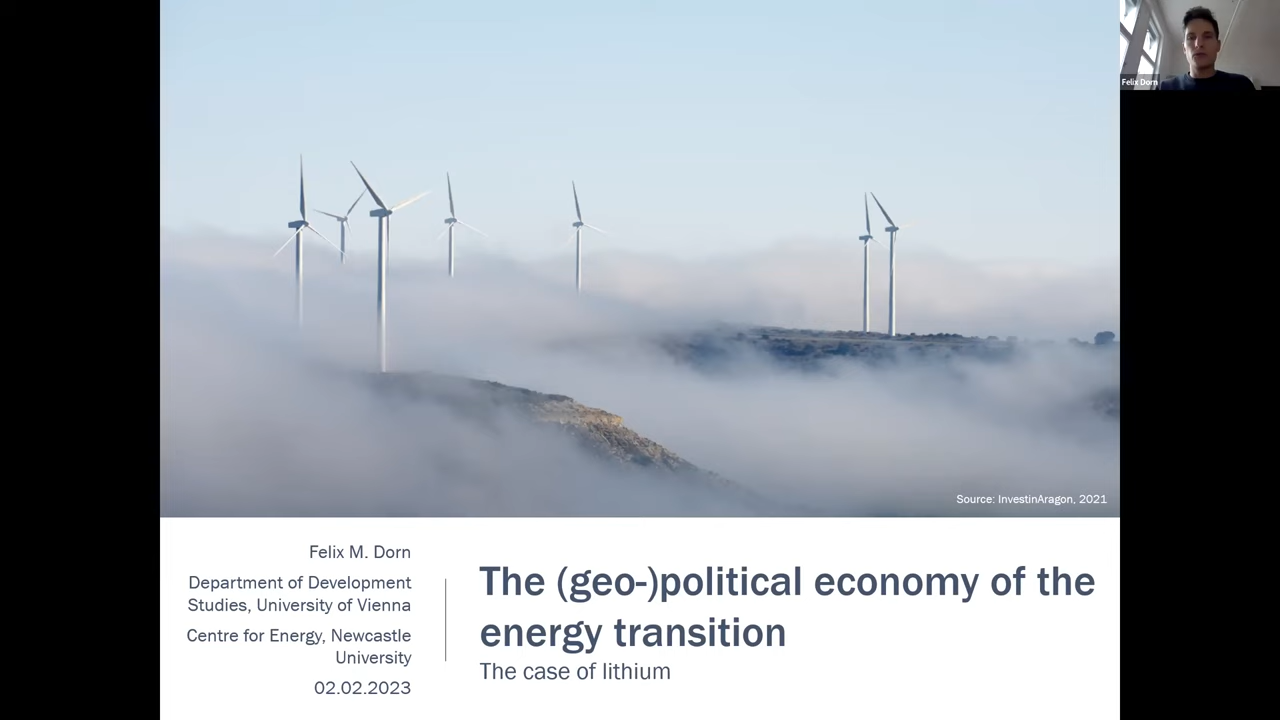 Felix Dorn
Source: InvestinAragon, 2021
Felix M. Dorn
Department of Development
Studies, University of Vienna
Centre for Energy, Newcastle
University
02.02.2023
The (geo-)political economy of the
energy transition
The case of lithium